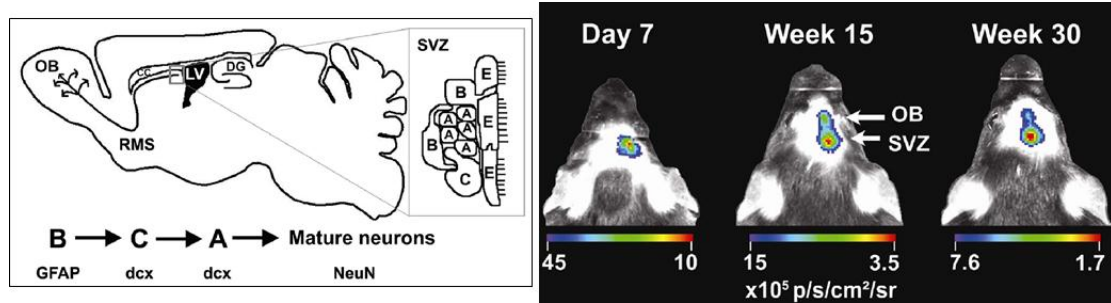 SVZ
OB
CC
LV
DG
E
B
E
A
A
A
A
A
A
B
C
E
RMS
B → C → A → Mature neurons
GFAP dcx dcx NeuN
Day 7 Week 15 Week 30
OB
SVZ
45 10 15 3.5 7.6 1.7
x10⁵ p/s/cm²/sr